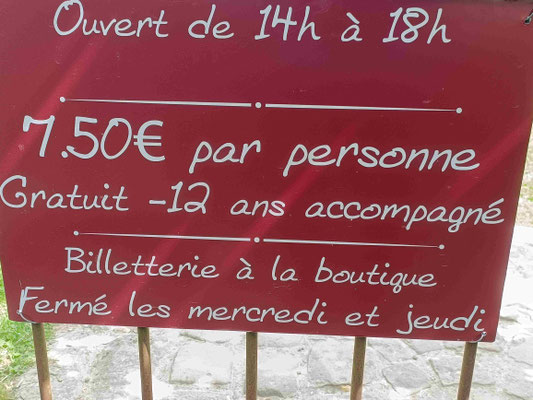 Ouvert de 14h à 18h
7.50€ par personne
Gratuit -12 ans accompagné
Billetterie à la boutique
Fermé les mercredi et jeudi